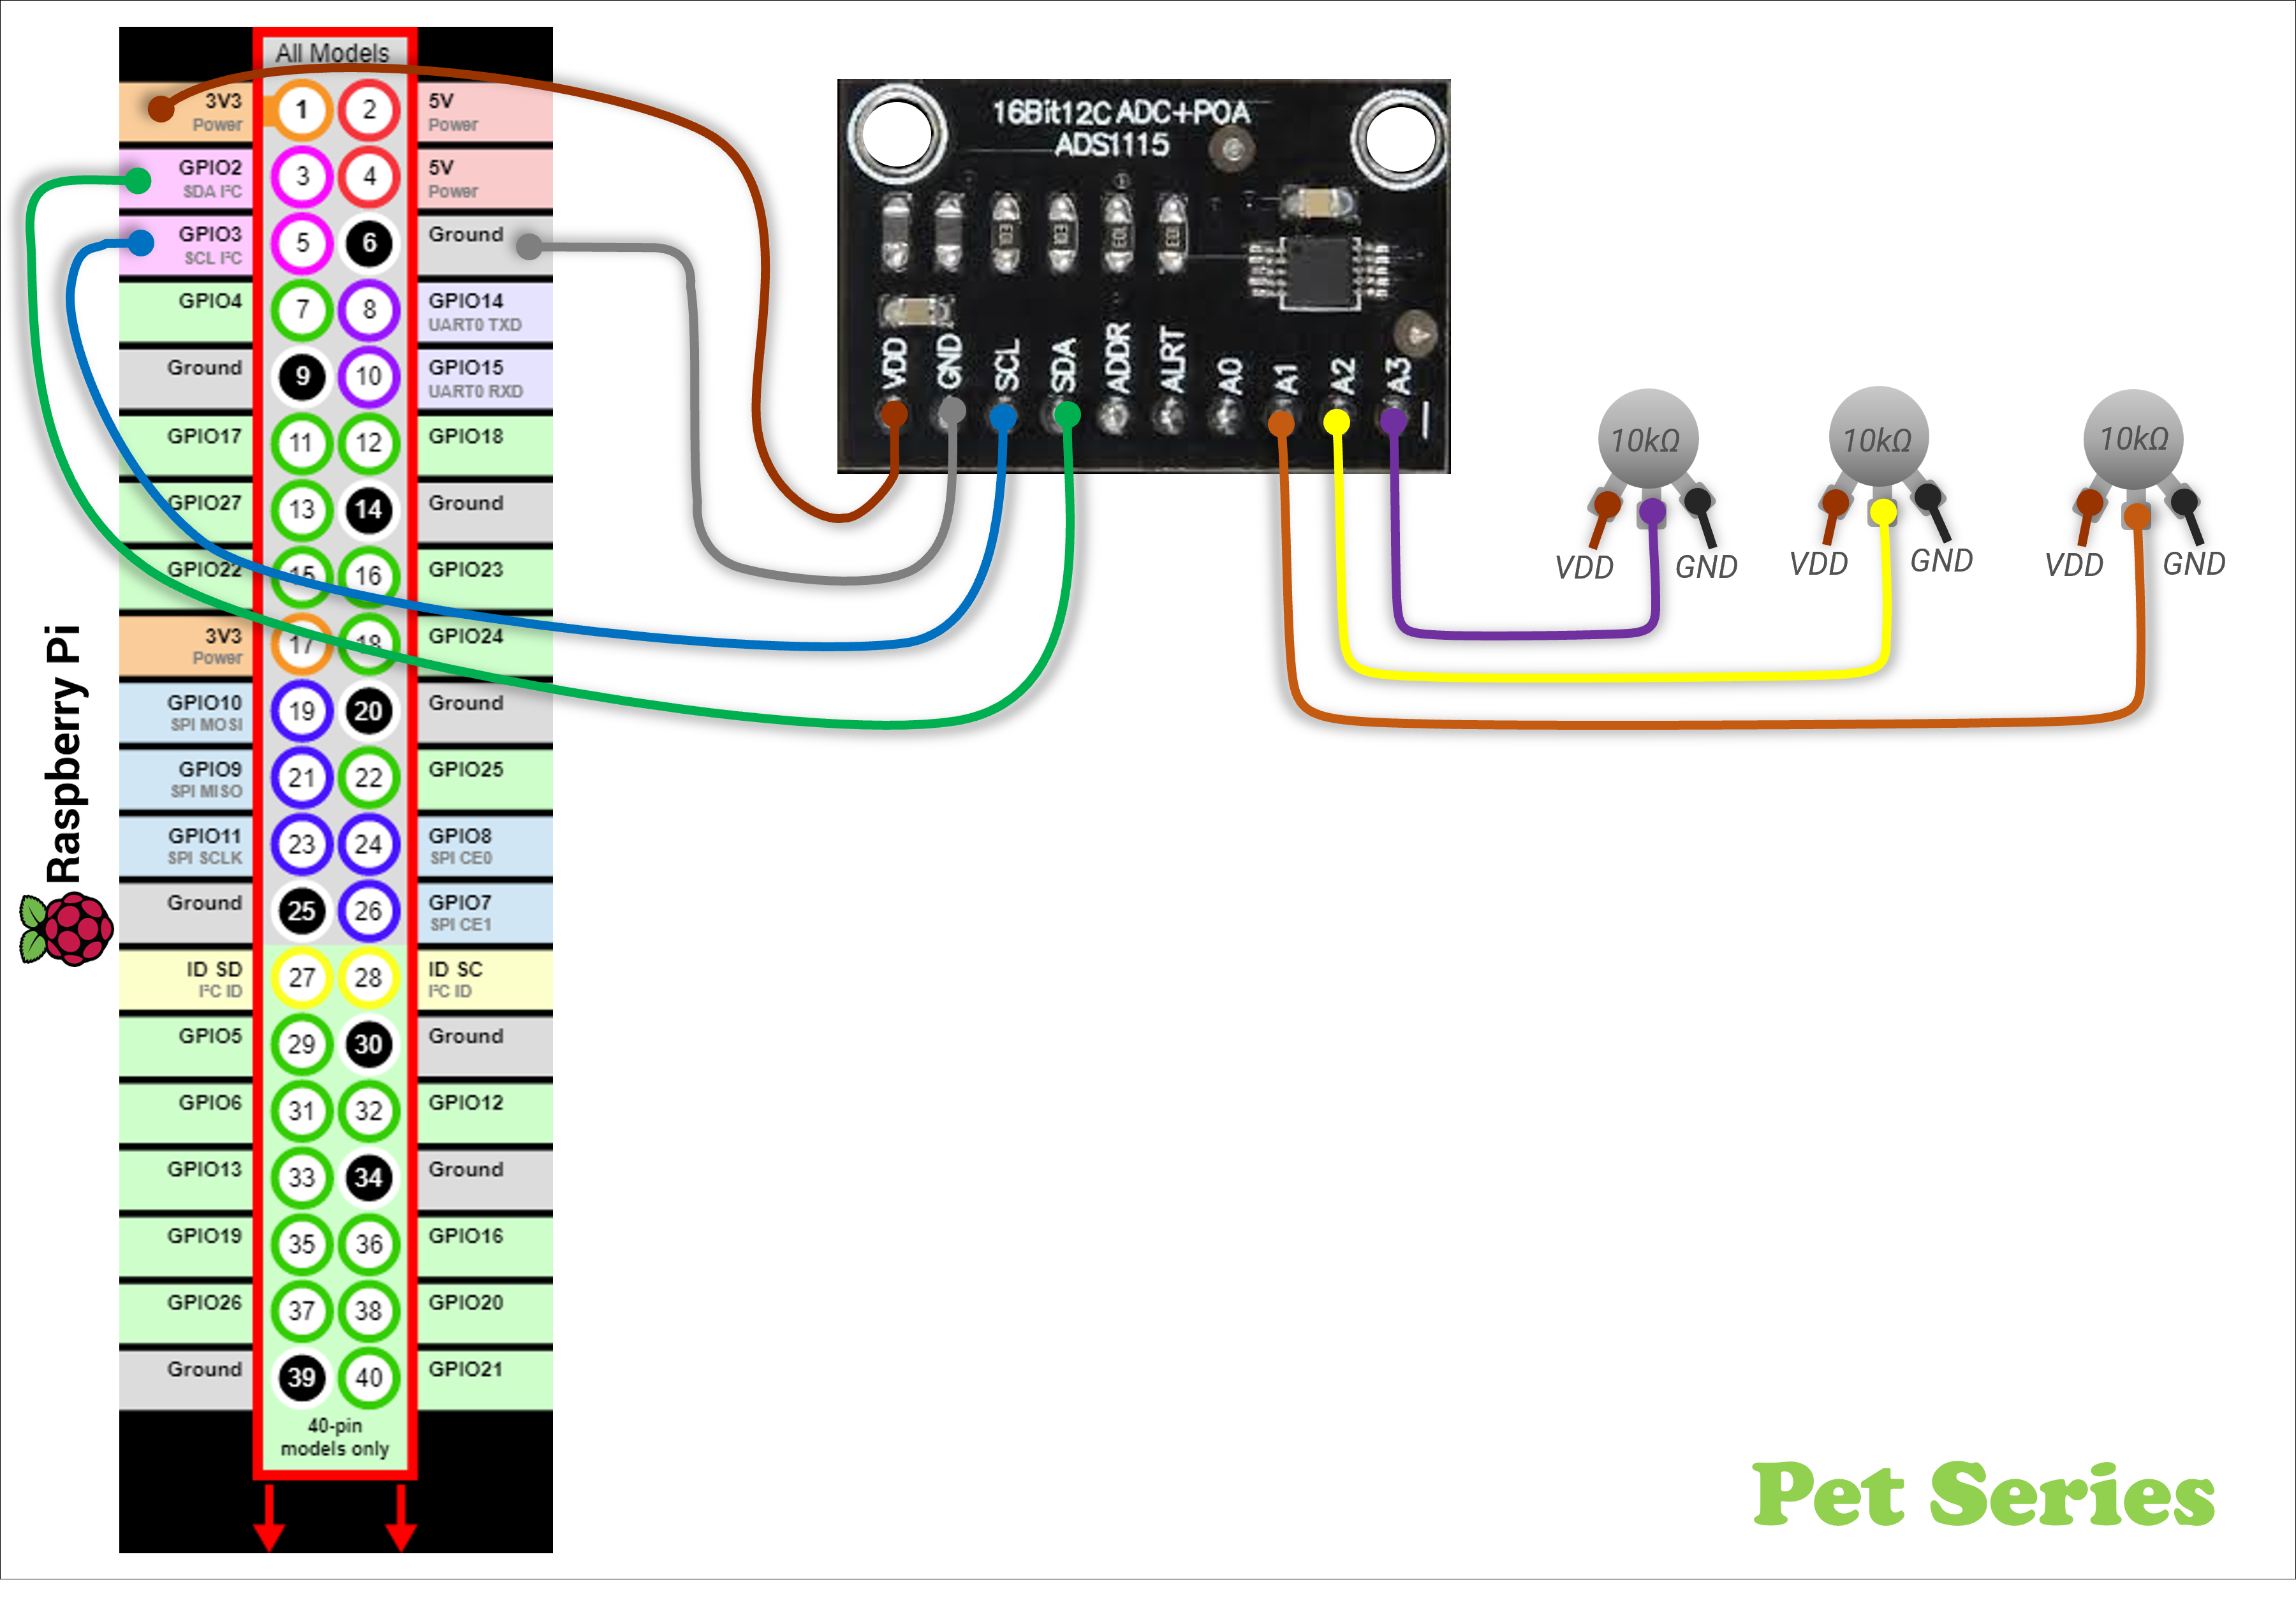 All Models
3V3
Power
1
2
5V
Power
GPIO2
SDA I²C
3
4
5V
Power
GPIO3
SCL I²C
5
6
Ground
GPIO4
7
8
GPIO14
UART0 TXD
Ground
9
10
GPIO15
UART0 RXD
GPIO17
11
12
GPIO18
GPIO27
13
14
Ground
GPIO22
15
16
GPIO23
3V3
Power
17
18
GPIO24
GPIO10
SPI MOSI
19
20
Ground
GPIO9
SPI MISO
21
22
GPIO25
GPIO11
SPI SCLK
23
24
GPIO8
SPI CE0
Ground
25
26
GPIO7
SPI CE1
ID SD
I²C ID
27
28
ID SC
I²C ID
GPIO5
29
30
Ground
GPIO6
31
32
GPIO12
GPIO13
33
34
Ground
GPIO19
35
36
GPIO16
GPIO26
37
38
GPIO20
Ground
39
40
GPIO21
40-pin
models only
Raspberry Pi
16Bit12C ADC+POA
ADS1115
VDD
GND
SCL
SDA
ADDR
ALRT
A0
A1
A2
A3
10kΩ
VDD
GND
10kΩ
VDD
GND
10kΩ
VDD
GND
Pet Series